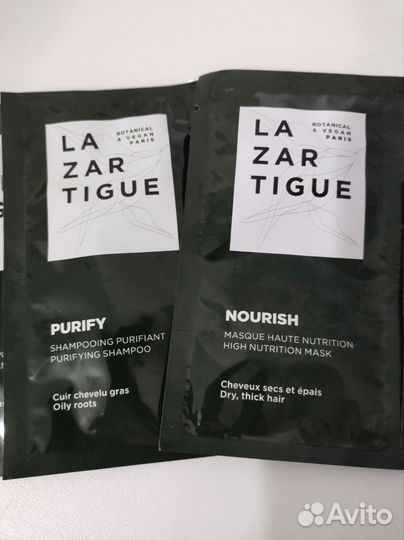 BOTANICAL
& VEGAN
PARIS
LA
ZAR
TIGUE
PURIFY
SHAMPOOING PURIFIANT
PURIFYING SHAMPOO
Cuir chevelu gras
Oily roots
BOTANICAL
& VEGAN
PARIS
LA
ZAR
TIGUE
NOURISH
MASQUE HAUTE NUTRITION
HIGH NUTRITION MASK
Cheveux secs et épais
Dry, thick hair
Avito